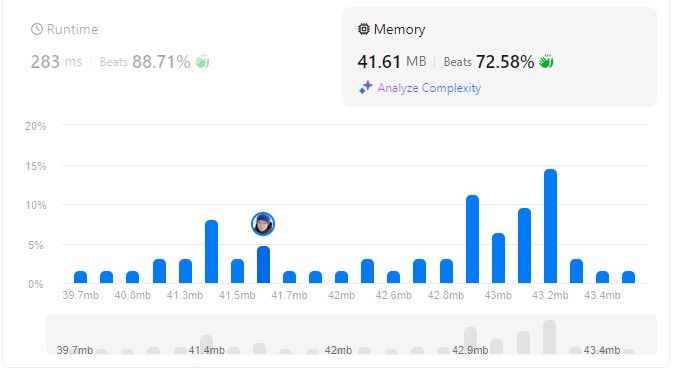 Runtime
283 ms Beats 88.71%
Memory
41.61 MB Beats 72.58%
Analyze Complexity
20%
15%
10%
5%
0%
39.7mb 40.8mb 41.3mb 41.5mb 41.7mb 42mb 42.6mb 42.8mb 43mb 43.2mb 43.4mb
39.7mb 41.4mb 42mb 42.9mb 43.4mb